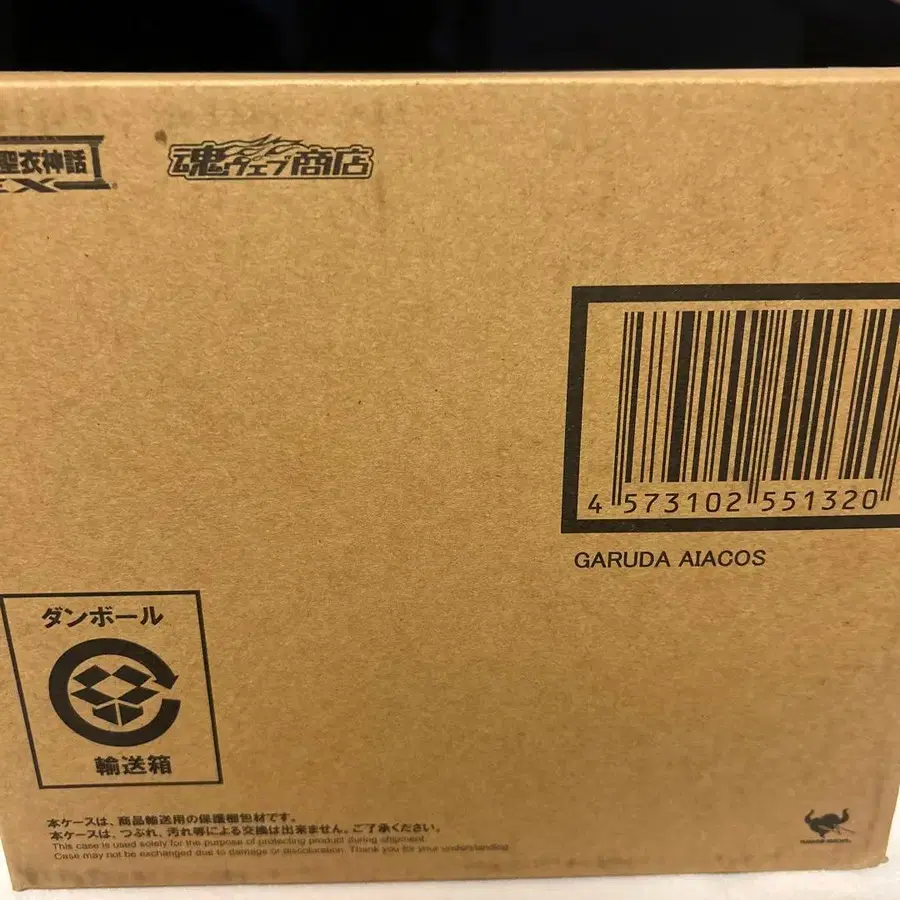 聖衣神話
EX
魂ウェブ商店
4 573102 551320
GARUDA AIACOS
ダンボール
輸送箱
本ケースは、商品輸送用の保護梱包材です。
本ケースは、つぶれ、汚れ等による交換は出来ません。ご了承ください。
This case is used solely for the purpose of protecting product during shipment.
Case may not be exchanged due to damage or discoloration. Thank you for your understanding.